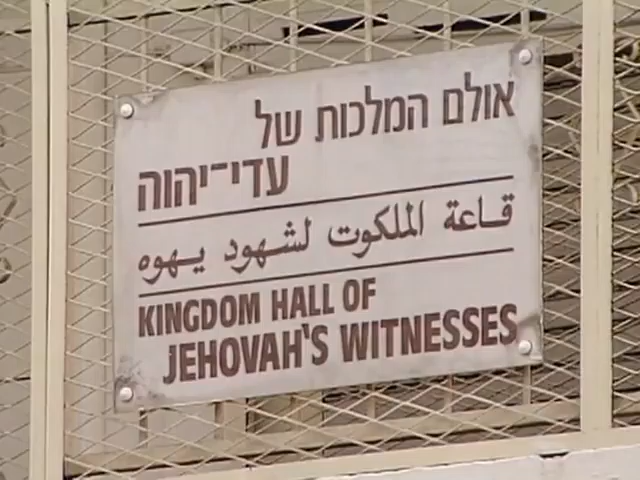 אולם המלכות של
עדי־יהוה
قاعة الملكوت لشهود يهوه
KINGDOM HALL OF
JEHOVAH'S WITNESSES